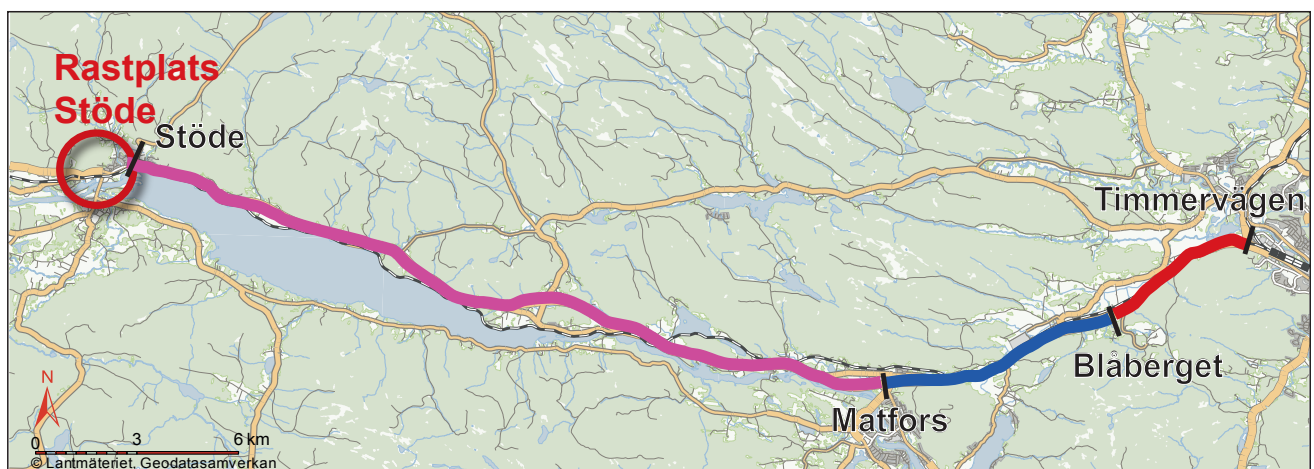 Rastplats
Stöde
Stöde
Timmervägen
Blåberget
Matfors
N
0 3 6 km
© Lantmäteriet, Geodatasamverkan